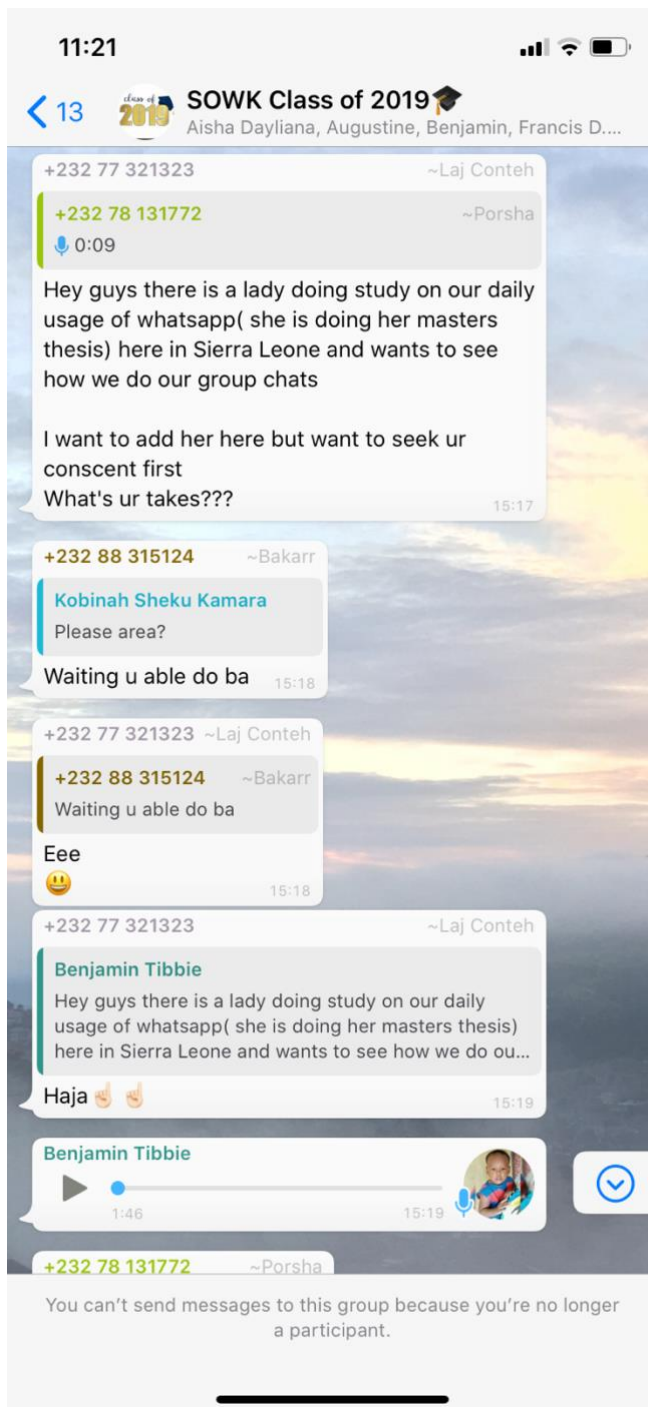 11:21
13
class of
2019
SOWK Class of 2019🎓
Aisha Dayliana, Augustine, Benjamin, Francis D....
+232 77 321323 ~Laj Conteh
+232 78 131772 ~Porsha
0:09
Hey guys there is a lady doing study on our daily
usage of whatsapp( she is doing her masters
thesis) here in Sierra Leone and wants to see
how we do our group chats
I want to add her here but want to seek ur
conscent first
What's ur takes???
15:17
+232 88 315124 ~Bakarr
Kobinah Sheku Kamara
Please area?
Waiting u able do ba
15:18
+232 77 321323 ~Laj Conteh
+232 88 315124 ~Bakarr
Waiting u able do ba
Eee
😃
15:18
+232 77 321323 ~Laj Conteh
Benjamin Tibbie
Hey guys there is a lady doing study on our daily
usage of whatsapp( she is doing her masters thesis)
here in Sierra Leone and wants to see how we do ou...
Haja☝🏻☝🏻
15:19
Benjamin Tibbie
1:46 15:19
+232 78 131772 ~Porsha
You can't send messages to this group because you're no longer
a participant.